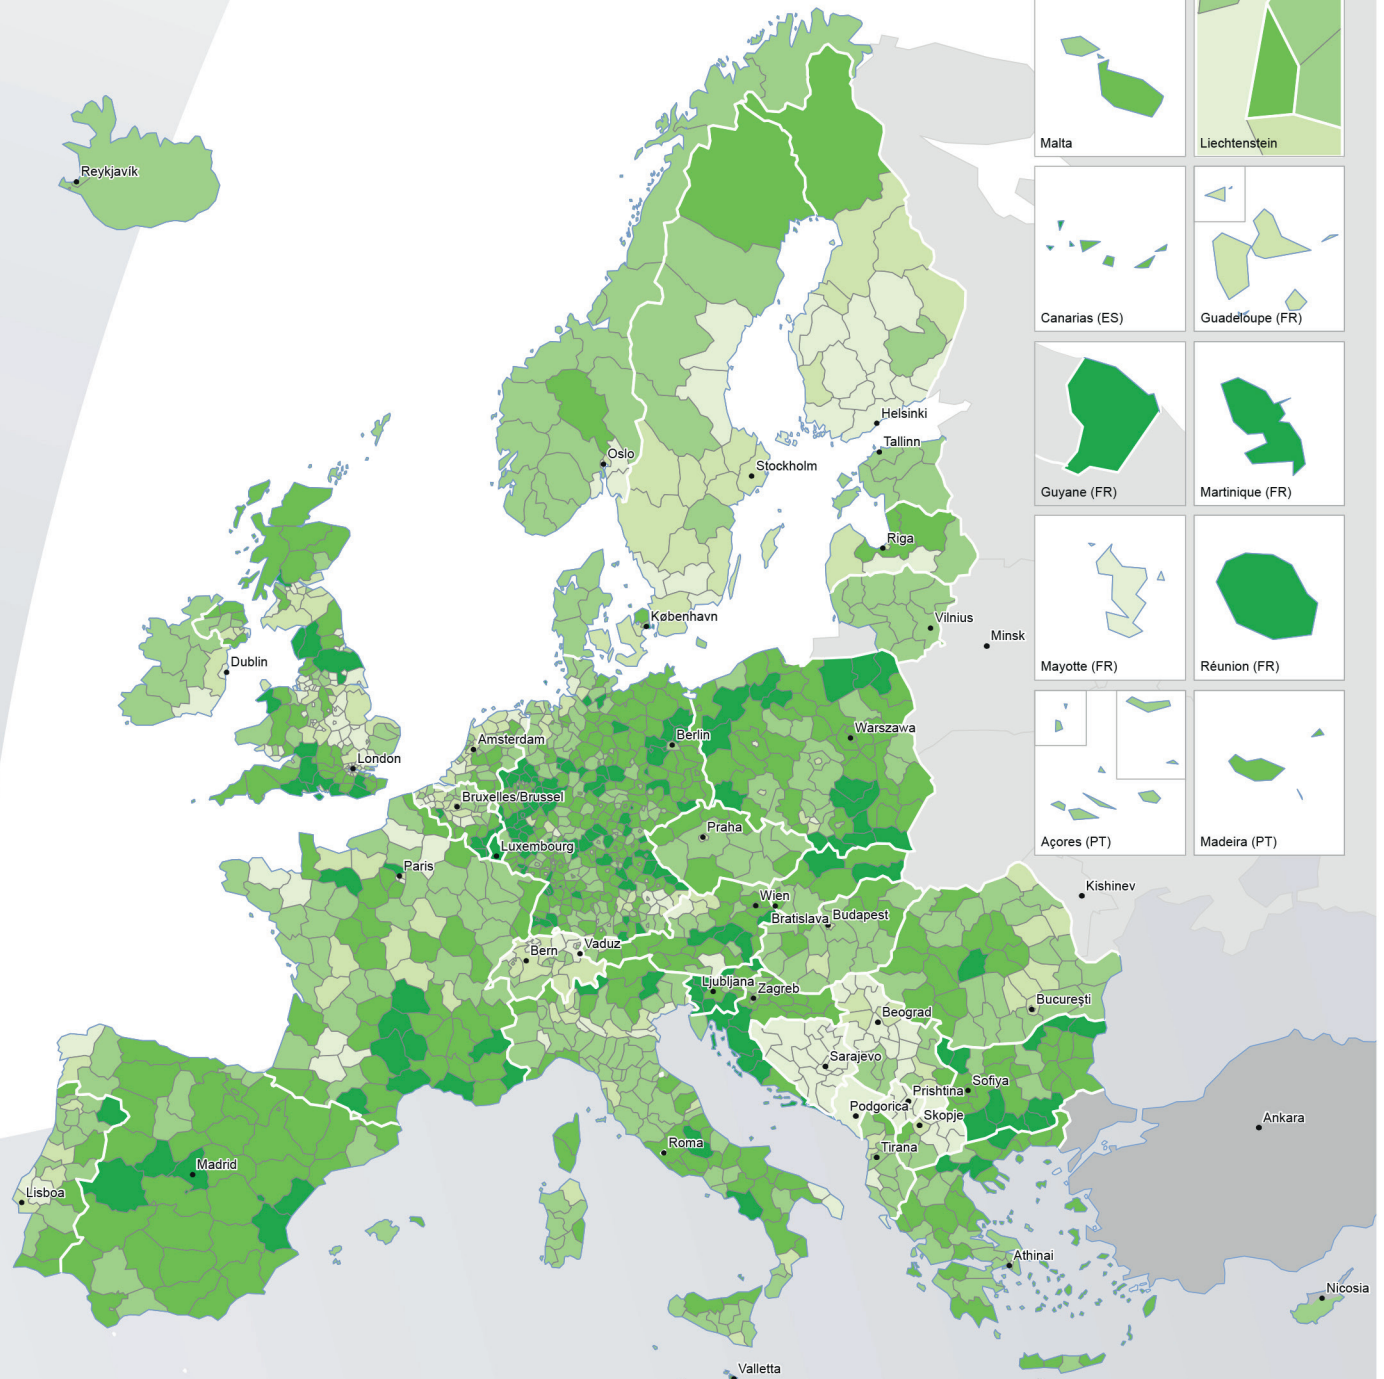 Malta
Liechtenstein
Reykjavík
Canarias (ES)
Guadeloupe (FR)
Helsinki
Tallinn
Oslo
Stockholm
Guyane (FR)
Martinique (FR)
Riga
København
Vilnius
Minsk
Dublin
Mayotte (FR)
Réunion (FR)
Amsterdam
Berlin
Warszawa
London
Bruxelles/Brussel
Praha
Luxembourg
Açores (PT)
Madeira (PT)
Paris
Kishinev
Wien
Bratislava
Budapest
Bern
Vaduz
Ljubljana
Zagreb
Bucureşti
Beograd
Sarajevo
Sofiya
Prishtina
Podgorica
Skopje
Ankara
Roma
Tirana
Madrid
Lisboa
Athinai
Nicosia
Valletta